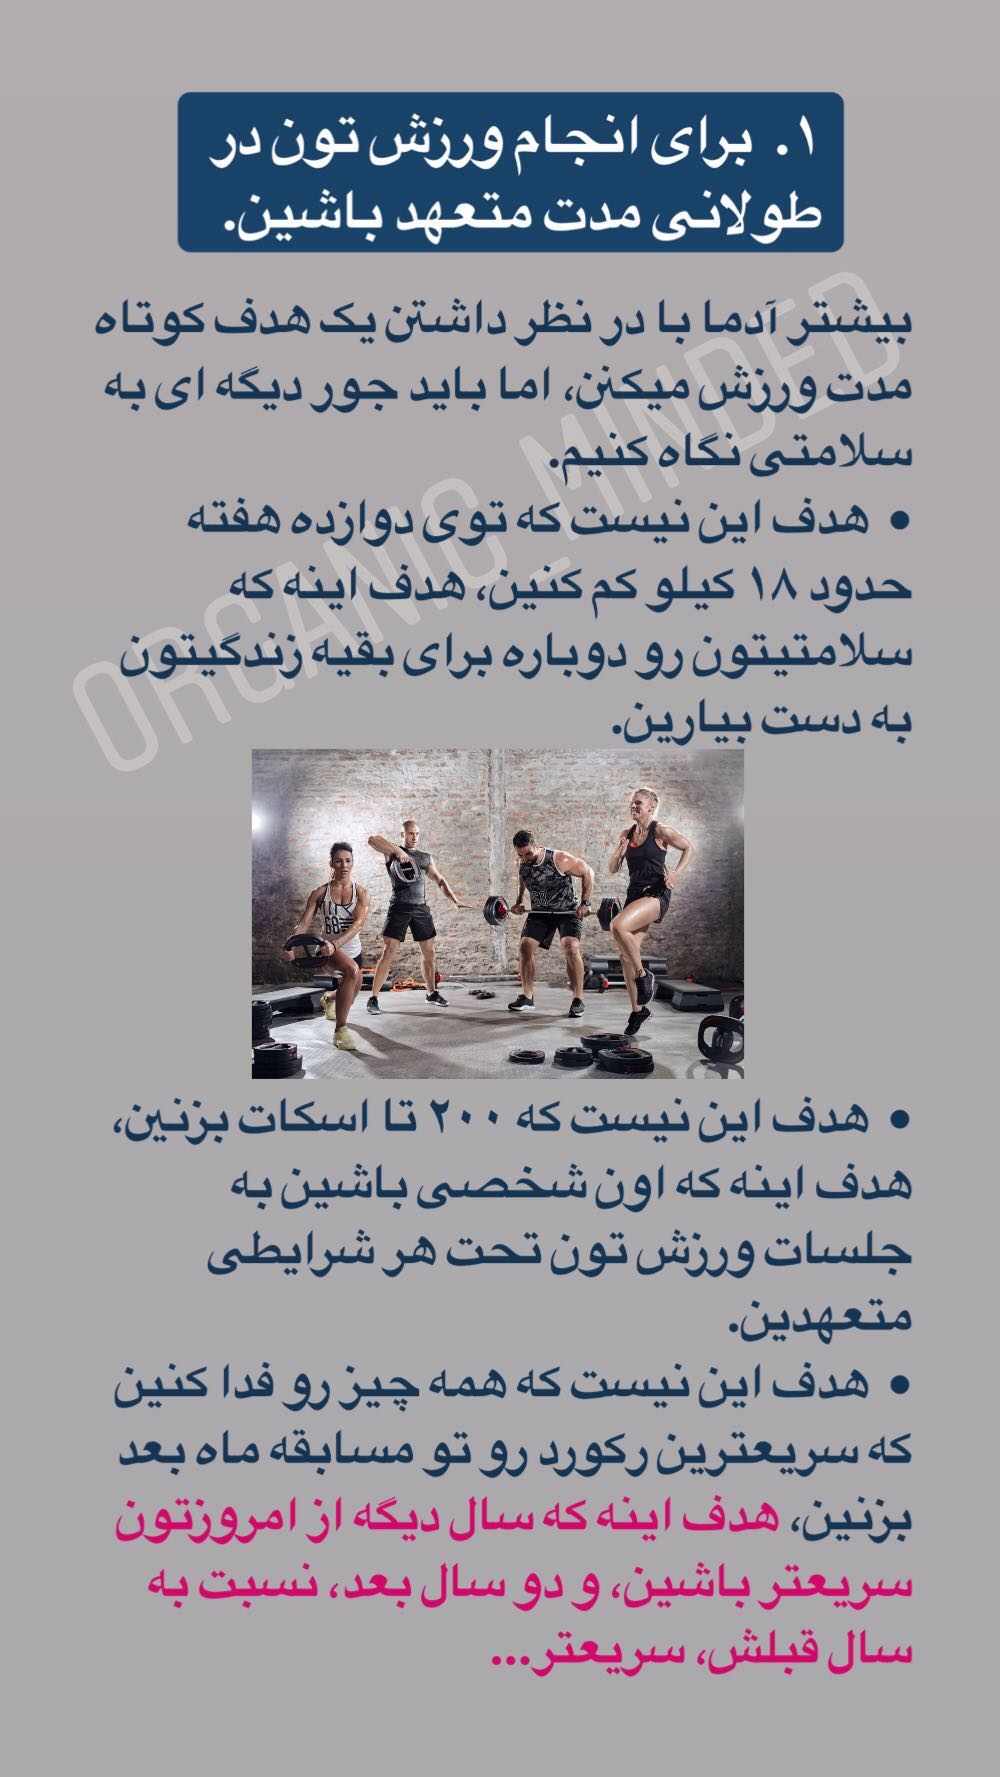 ۱. برای انجام ورزش تون در
طولانی مدت متعهد باشین.
بیشتر آدما با در نظر داشتن یک هدف کوتاه
مدت ورزش میکنن، اما باید جور دیگه ای به
سلامتی نگاه کنیم.
• هدف این نیست که توی دوازده هفته
حدود ۱۸ کیلو کم کنین، هدف اینه که
سلامتیتون رو دوباره برای بقیه زندگیتون
به دست بیارین.
ORGANIC_MINDED
68
68
• هدف این نیست که ۲۰۰ تا اسکات بزنین،
هدف اینه که اون شخصی باشین به
جلسات ورزش تون تحت هر شرایطی
متعهدین.
• هدف این نیست که همه چیز رو فدا کنین
که سریعترین رکورد رو تو مسابقه ماه بعد
بزنین، هدف اینه که سال دیگه از امروزتون
سریعتر باشین، و دو سال بعد، نسبت به
سال قبلش، سریعتر...